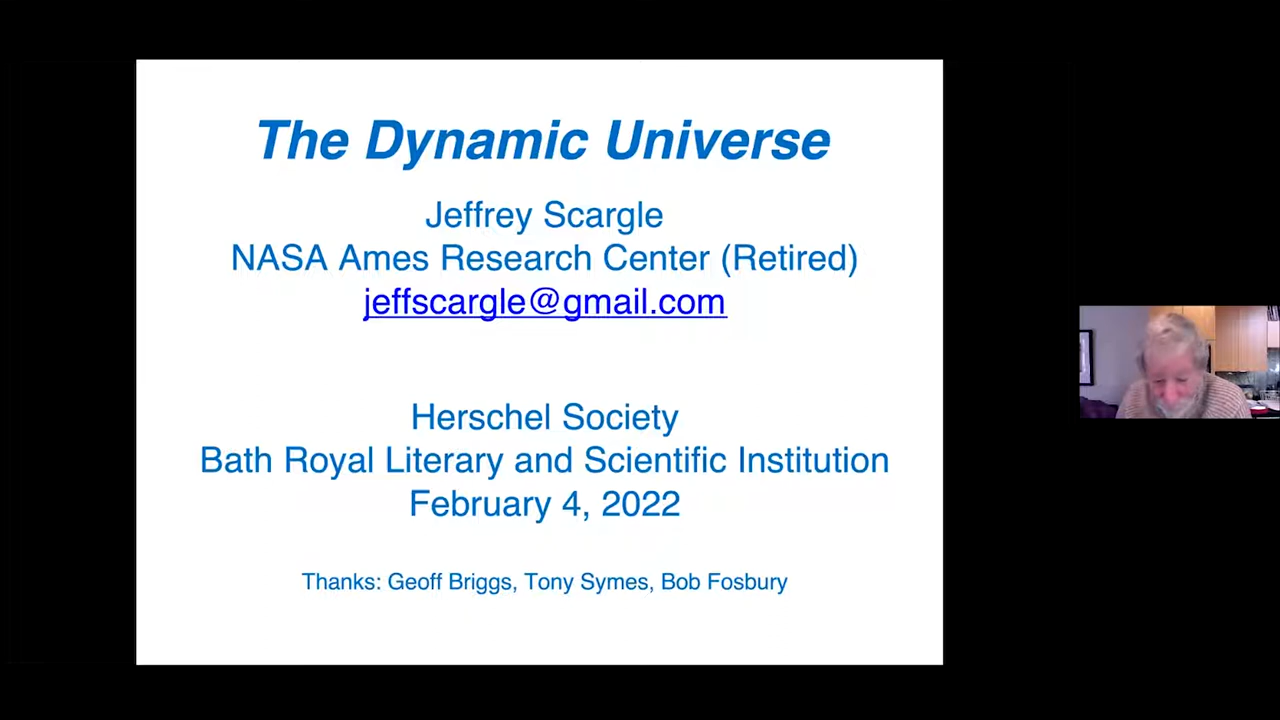 The Dynamic Universe
Jeffrey Scargle
NASA Ames Research Center (Retired)
jeffscargle@gmail.com
Herschel Society
Bath Royal Literary and Scientific Institution
February 4, 2022
Thanks: Geoff Briggs, Tony Symes, Bob Fosbury